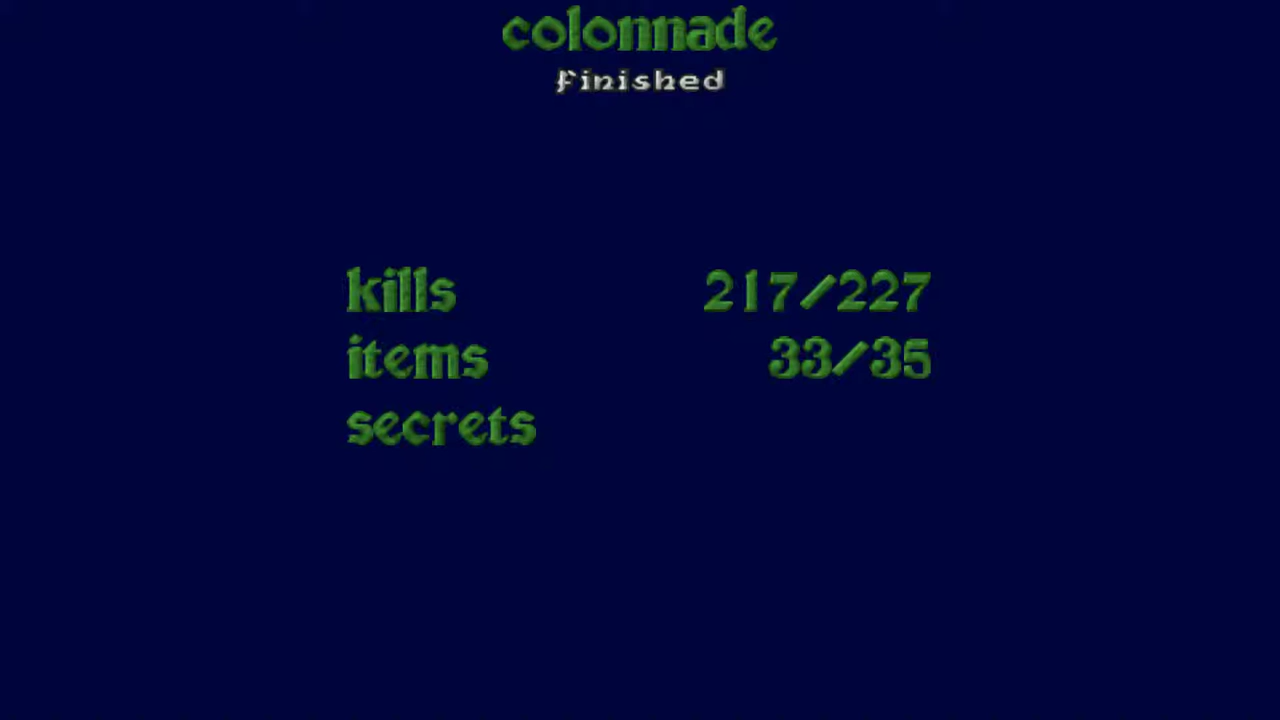 colonnade
finished
kills 217/227
items 33/35
secrets